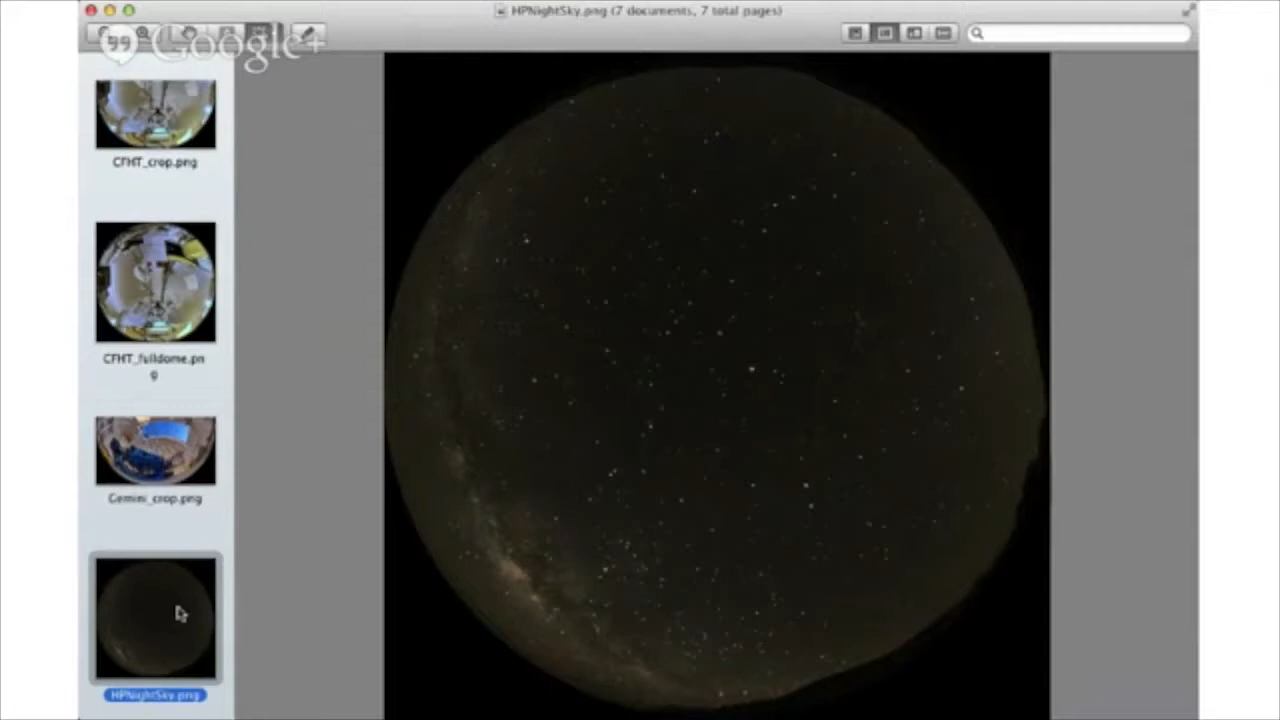 HPNightSky.png (7 documents, 7 total pages)
Google+
CFHT_crop.png
CFHT_fulldome.pn
g
Gemini_crop.png
HPNightSky.png